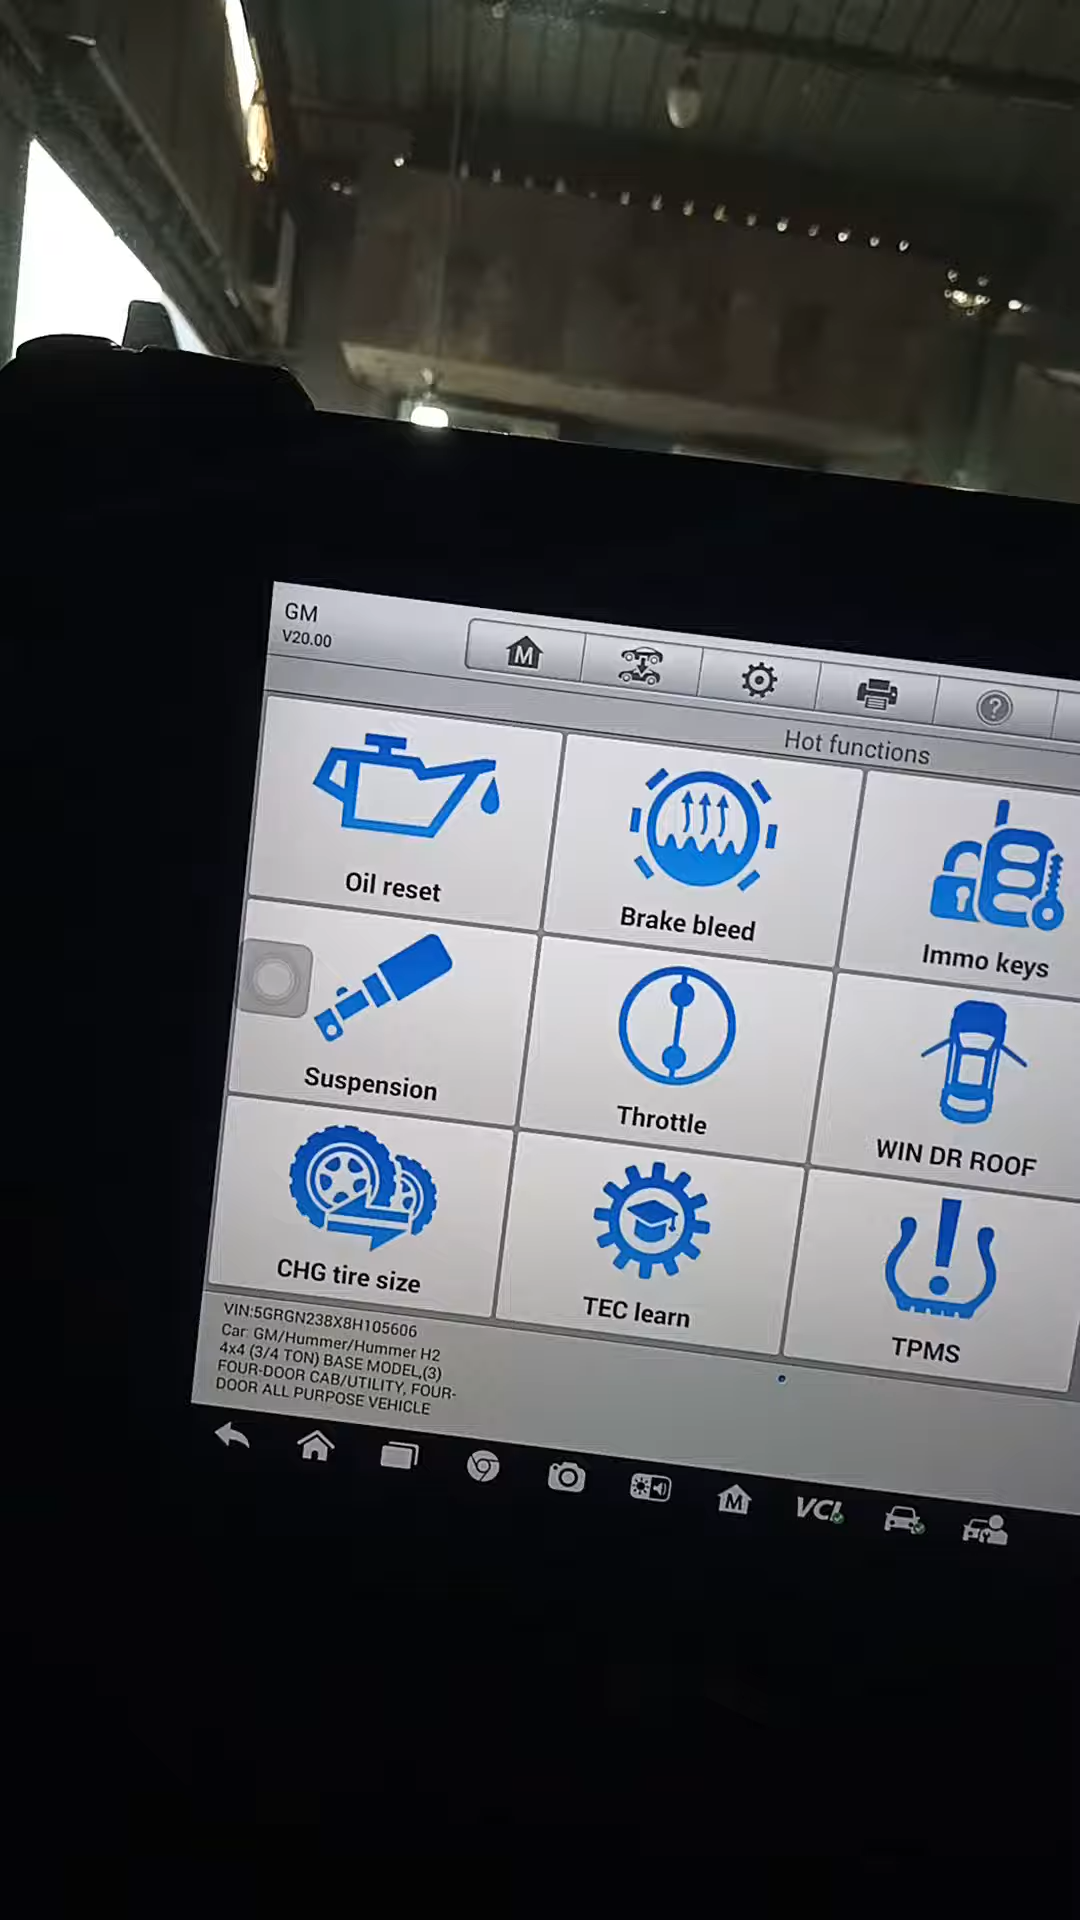 GM
V20.00
M
?
Hot functions
Oil reset
Brake bleed
Immo keys
Suspension
Throttle
WIN DR ROOF
CHG tire size
TEC learn
TPMS
VIN:5GRGN238X8H105606
Car: GM/Hummer/Hummer H2
4x4 (3/4 TON) BASE MODEL,(3)
FOUR-DOOR CAB/UTILITY, FOUR-
DOOR ALL PURPOSE VEHICLE
M
VCI